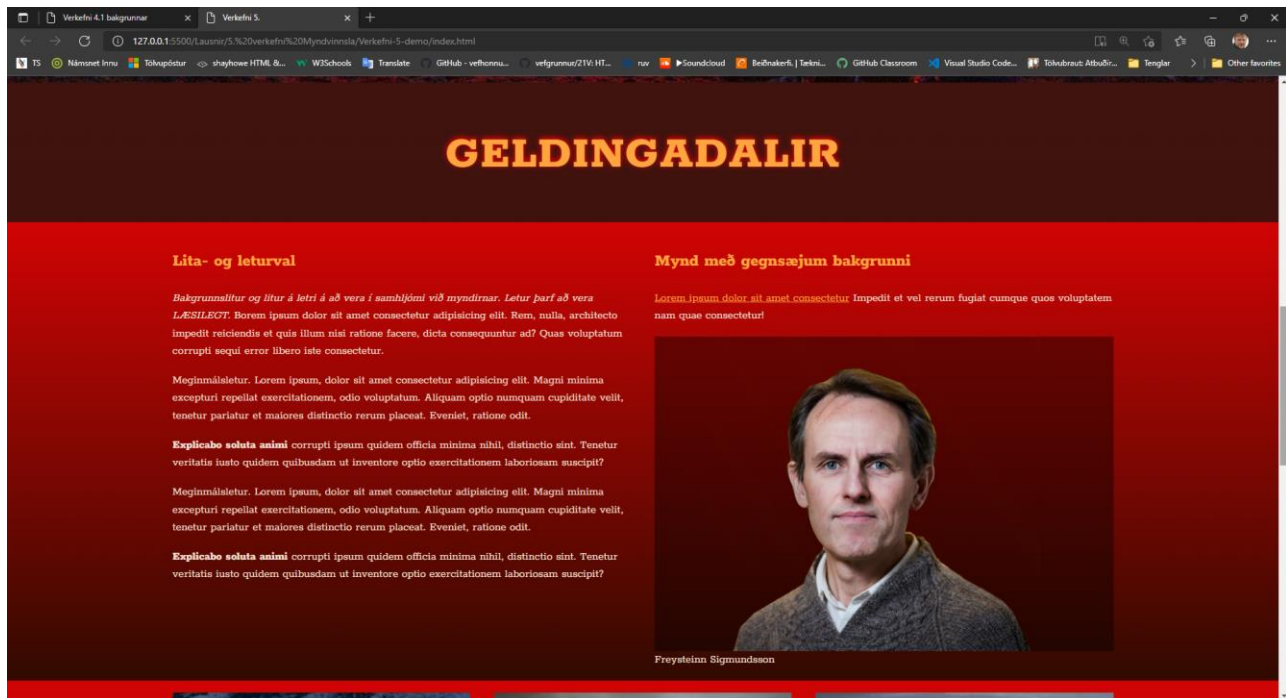 Verkefni 4.1 bakgrunnar
Verkefni 5.
127.0.0.1:5500/Lausnir/5.%20verkefni%20Myndvinnsla/Verkefni-5-demo/index.html
TS Námsnet Innu Tölvupóstur shayhowe HTML &... W3Schools Translate GitHub - vefhonnu... vefgrunnur/21V: HT... ruv ►Soundcloud Beiðnakerfi. | Tækni... GitHub Classroom Visual Studio Code... Tölvubraut: Atbuðir... Tenglar Other favorites
GELDINGADALIR
Lita- og leturval
Bakgrunnslitur og litur á letri á að vera í samhljómi við myndirnar. Letur þarf að vera
LÆSILEGT. Borem ipsum dolor sit amet consectetur adipisicing elit. Rem, nulla, architecto
impedit reiciendis et quis illum nisi ratione facere, dicta consequuntur ad? Quas voluptatum
corrupti sequi error libero iste consectetur.
Meginmálsletur. Lorem ipsum, dolor sit amet consectetur adipisicing elit. Magni minima
excepturi repellat exercitationem, odio voluptatum. Aliquam optio numquam cupiditate velit,
tenetur pariatur et maiores distinctio rerum placeat. Eveniet, ratione odit.
Explicabo soluta animi corrupti ipsum quidem officia minima nihil, distinctio sint. Tenetur
veritatis iusto quidem quibusdam ut inventore optio exercitationem laboriosam suscipit?
Meginmálsletur. Lorem ipsum, dolor sit amet consectetur adipisicing elit. Magni minima
excepturi repellat exercitationem, odio voluptatum. Aliquam optio numquam cupiditate velit,
tenetur pariatur et maiores distinctio rerum placeat. Eveniet, ratione odit.
Explicabo soluta animi corrupti ipsum quidem officia minima nihil, distinctio sint. Tenetur
veritatis iusto quidem quibusdam ut inventore optio exercitationem laboriosam suscipit?
Mynd með gegnsæjum bakgrunni
Lorem ipsum dolor sit amet consectetur Impedit et vel rerum fugiat cumque quos voluptatem
nam quae consectetur!
Freysteinn Sigmundsson